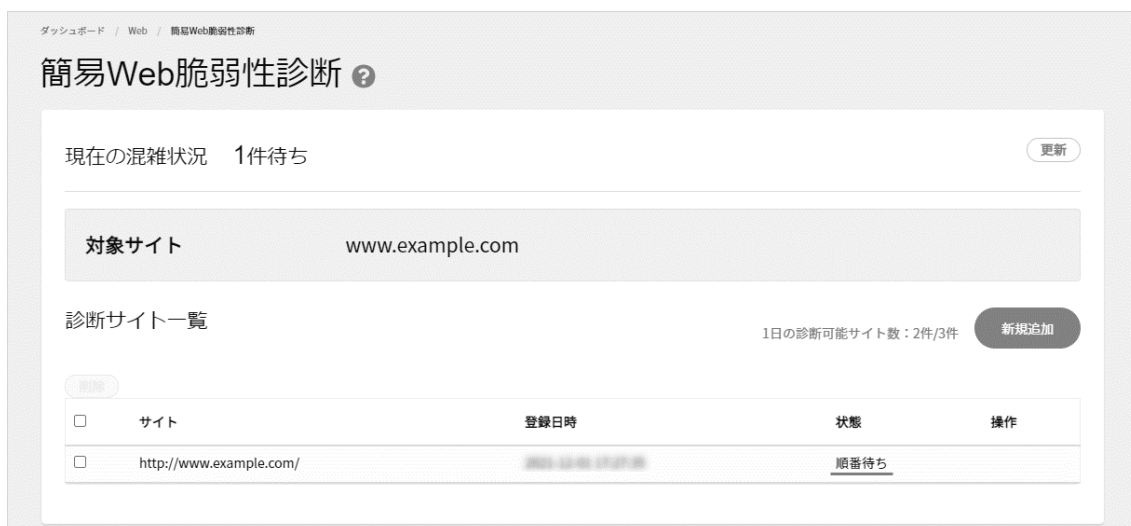 ダッシュボード / Web / 簡易Web脆弱性診断
簡易Web脆弱性診断 ?
現在の混雑状況 1件待ち 更新
対象サイト www.example.com
診断サイト一覧
1日の診断可能サイト数：2件/3件 新規追加
削除
サイト 登録日時 状態 操作
http://www.example.com/ 順番待ち